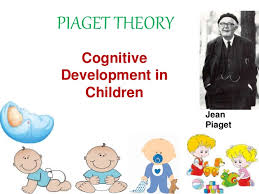 PIAGET THEORY
Cognitive
Development in
Children
Jean
Piaget